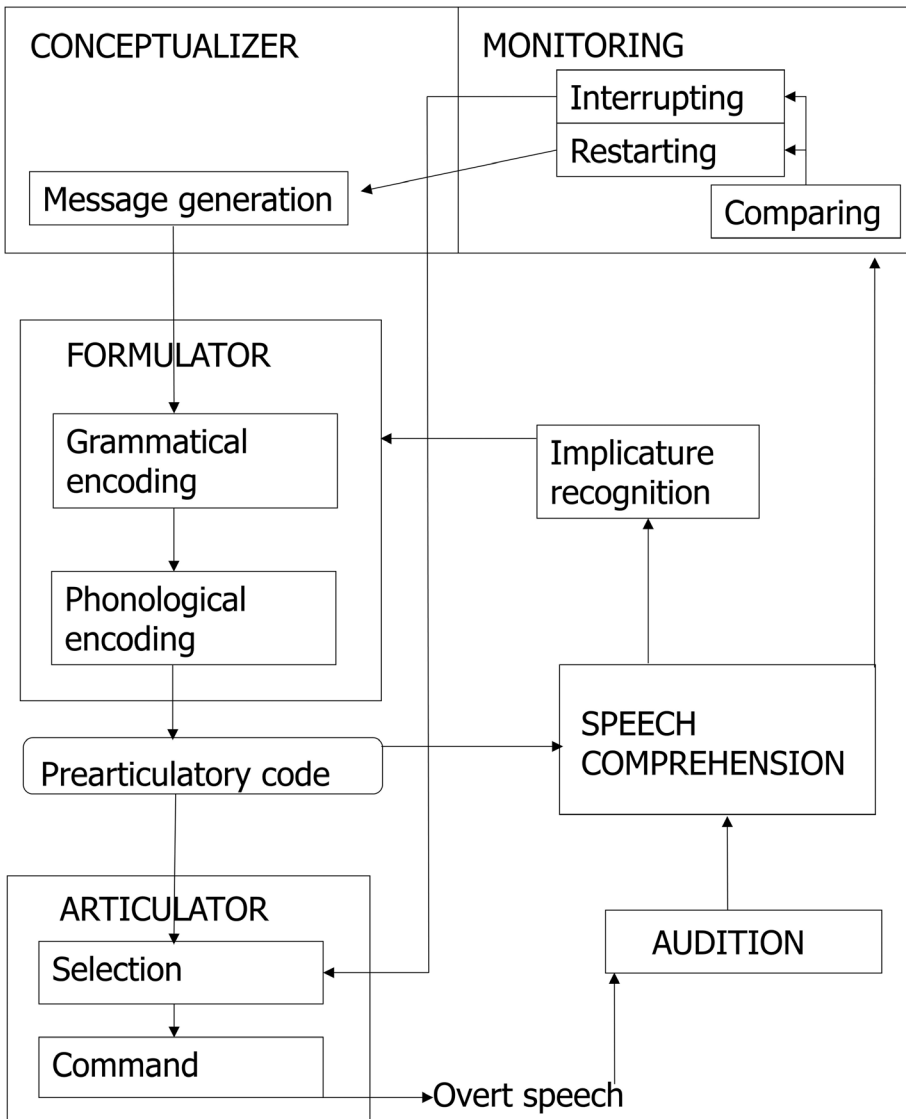 CONCEPTUALIZER
MONITORING
Interrupting
Restarting
Message generation
Comparing
FORMULATOR
Grammatical
encoding
Implicature
recognition
Phonological
encoding
SPEECH
COMPREHENSION
Prearticulatory code
ARTICULATOR
AUDITION
Selection
Command
Overt speech